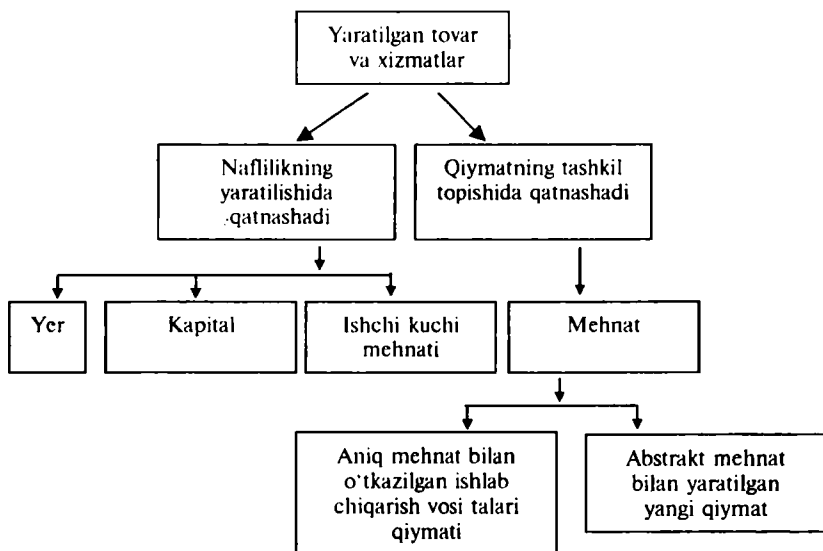 Yaratilgan tovar
va xizmatlar
Naflilikning
yaratilishida
qatnashadi
Qiymatning tashkil
topishida qatnashadi
Yer
Kapital
Ishchi kuchi
mehnati
Mehnat
Aniq mehnat bilan
o‘tkazilgan ishlab
chiqarish vosi talari
qiymati
Abstrakt mehnat
bilan yaratilgan
yangi qiymat